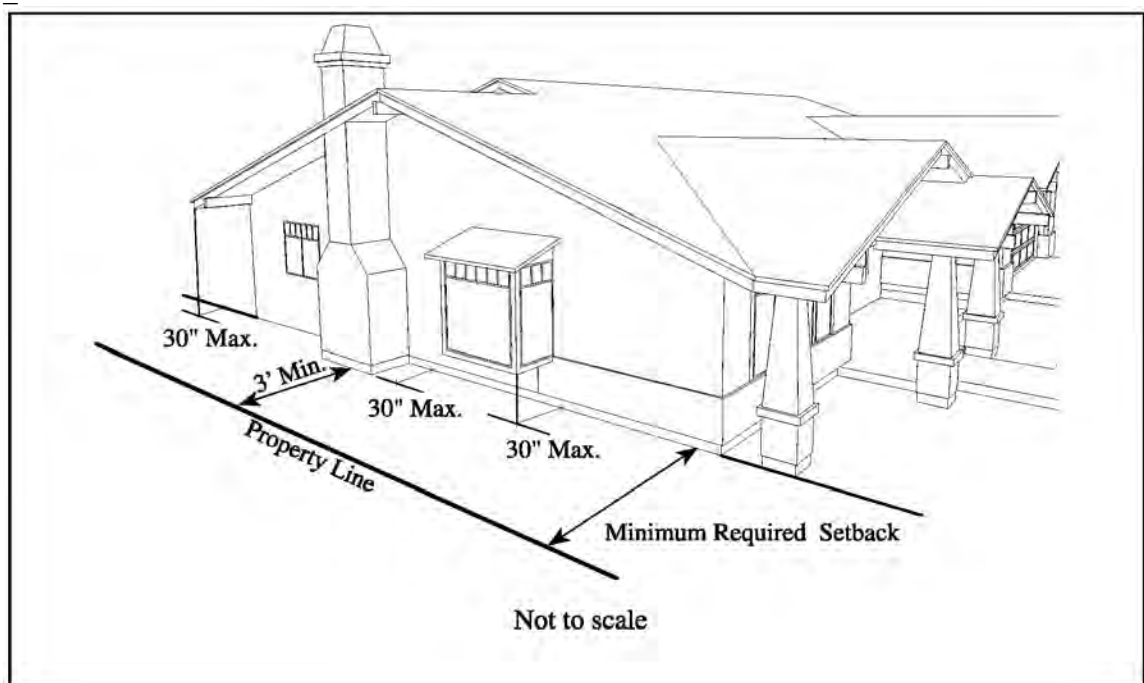 30" Max.
3' Min.
30" Max.
30" Max.
Property Line
Minimum Required Setback
Not to scale